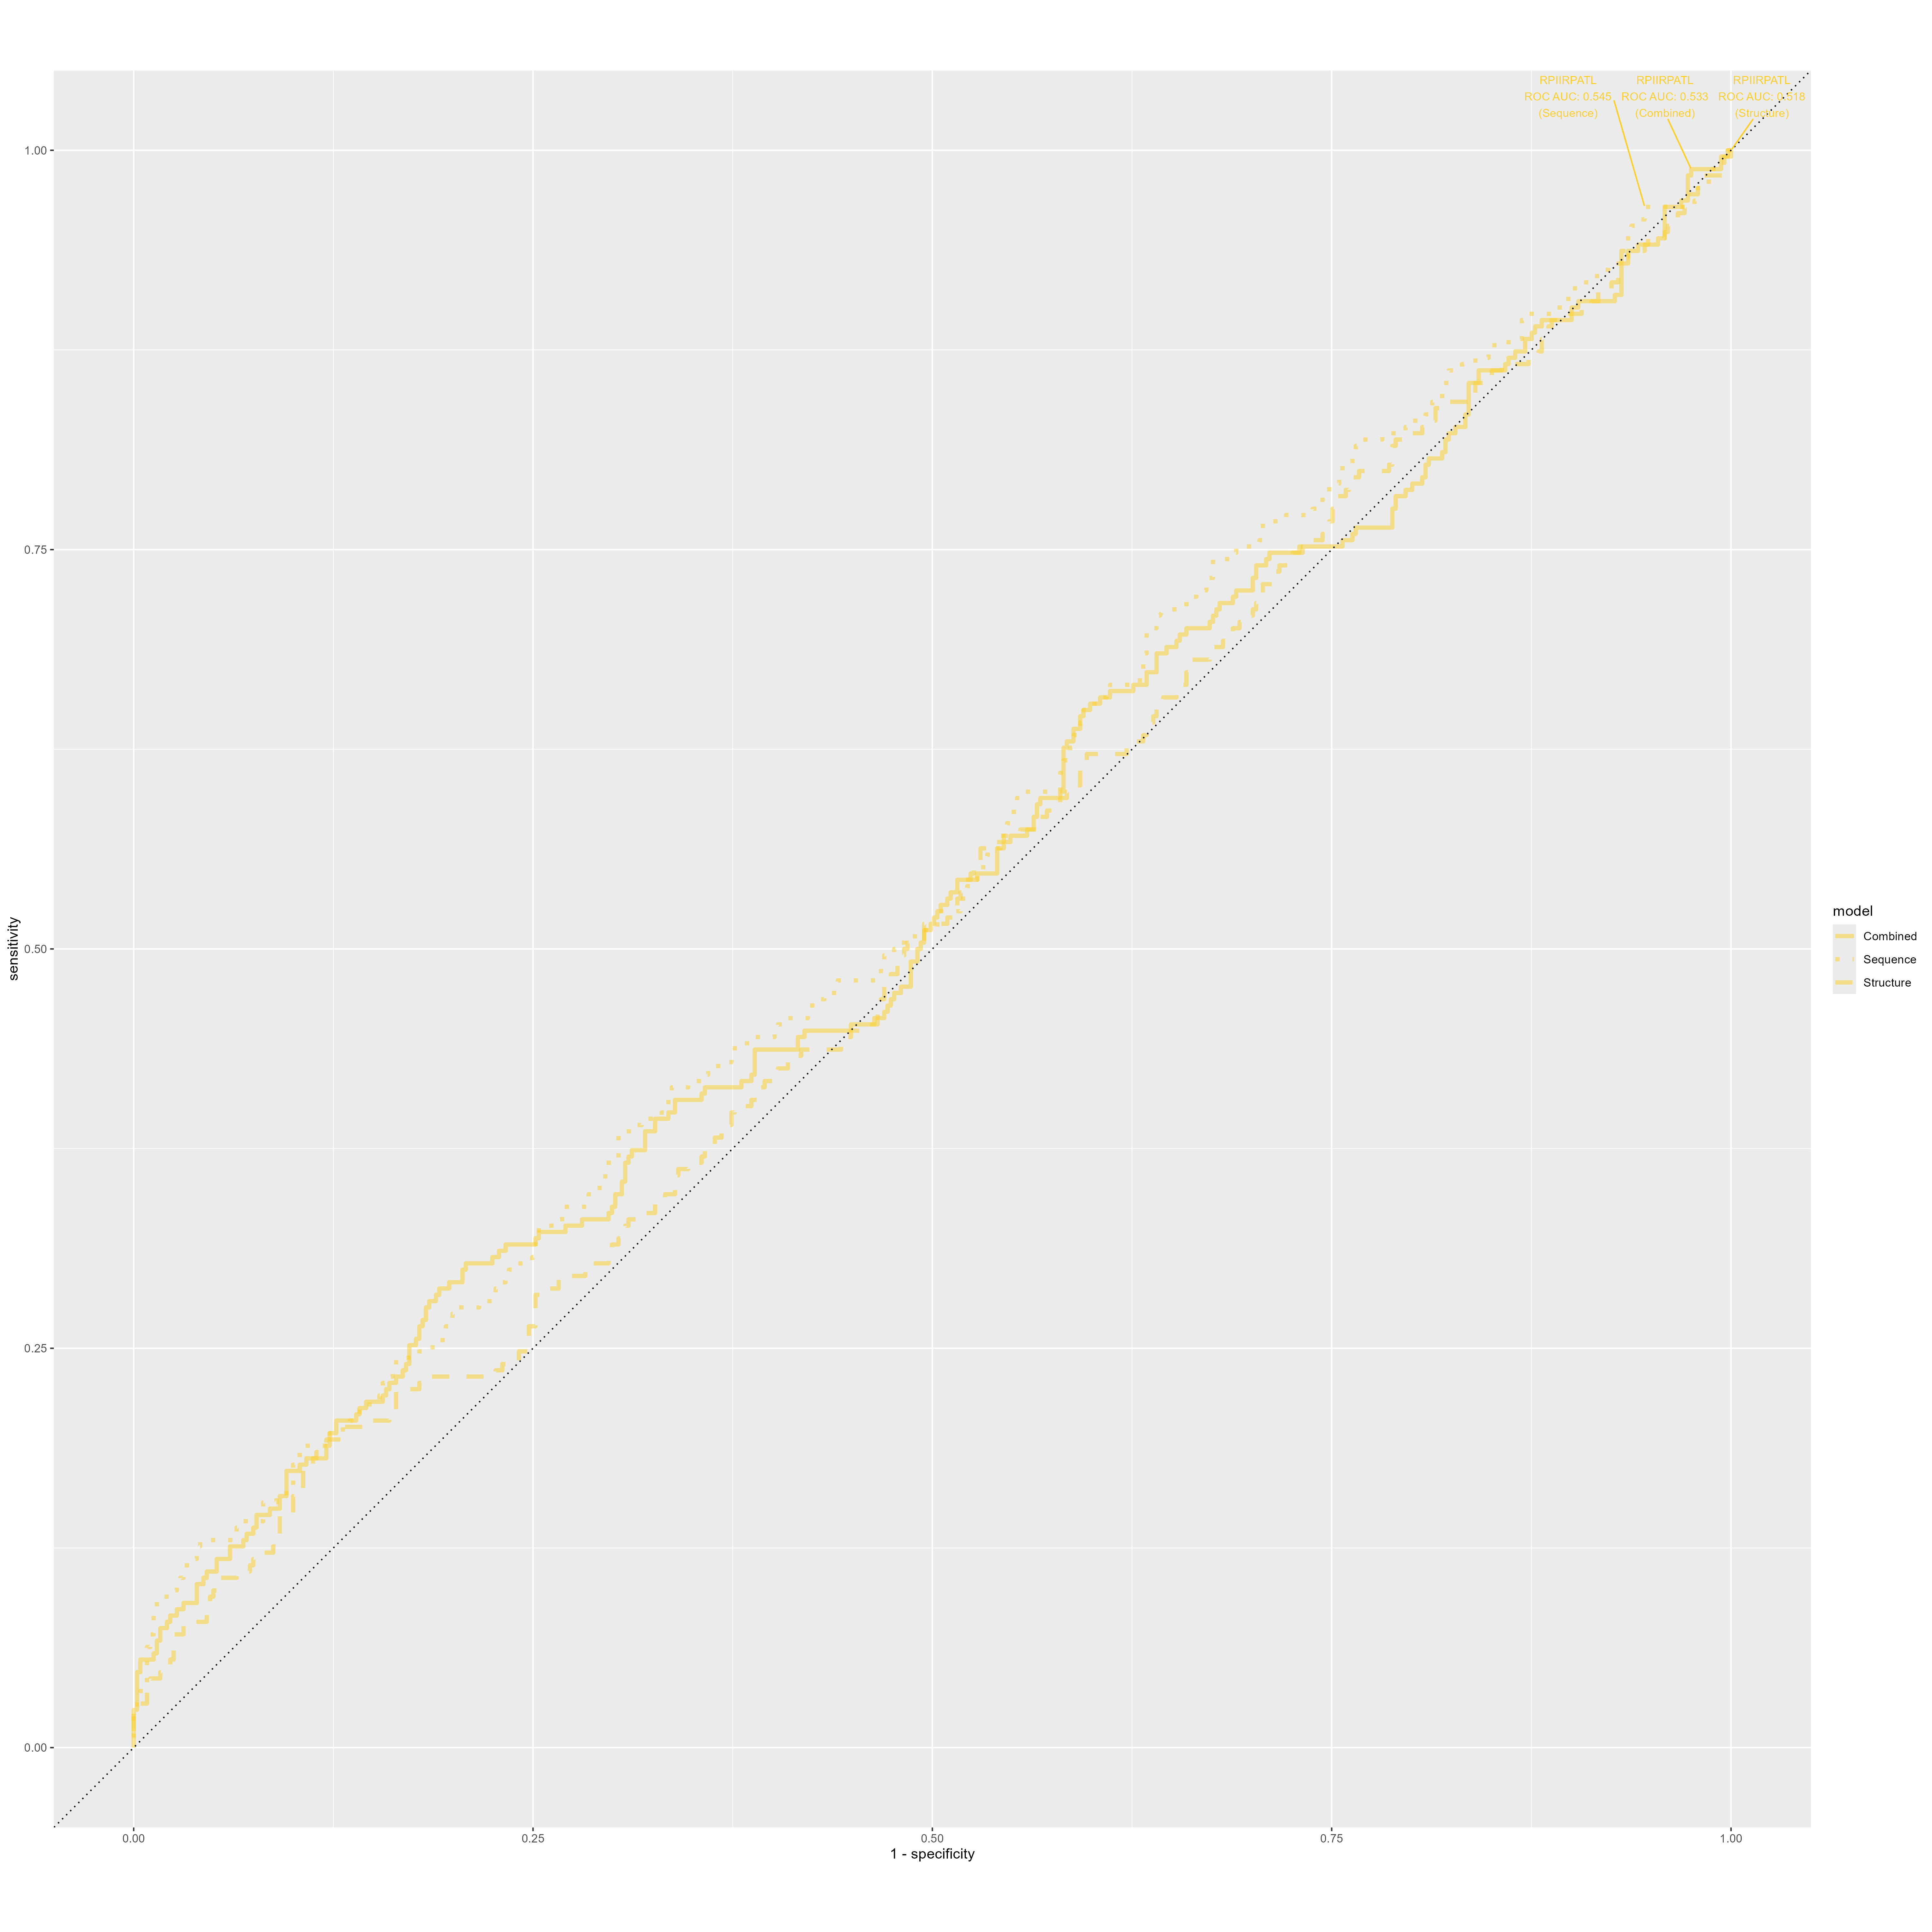 RPIIRPATL
ROC AUC: 0.545
(Sequence)
RPIIRPATL
ROC AUC: 0.533
(Combined)
RPIIRPATL
ROC AUC: 0.518
(Structure)
1.00
0.75
0.50
0.25
0.00
sensitivity
0.00
0.25
0.50
0.75
1.00
1 - specificity
model
Combined
Sequence
Structure